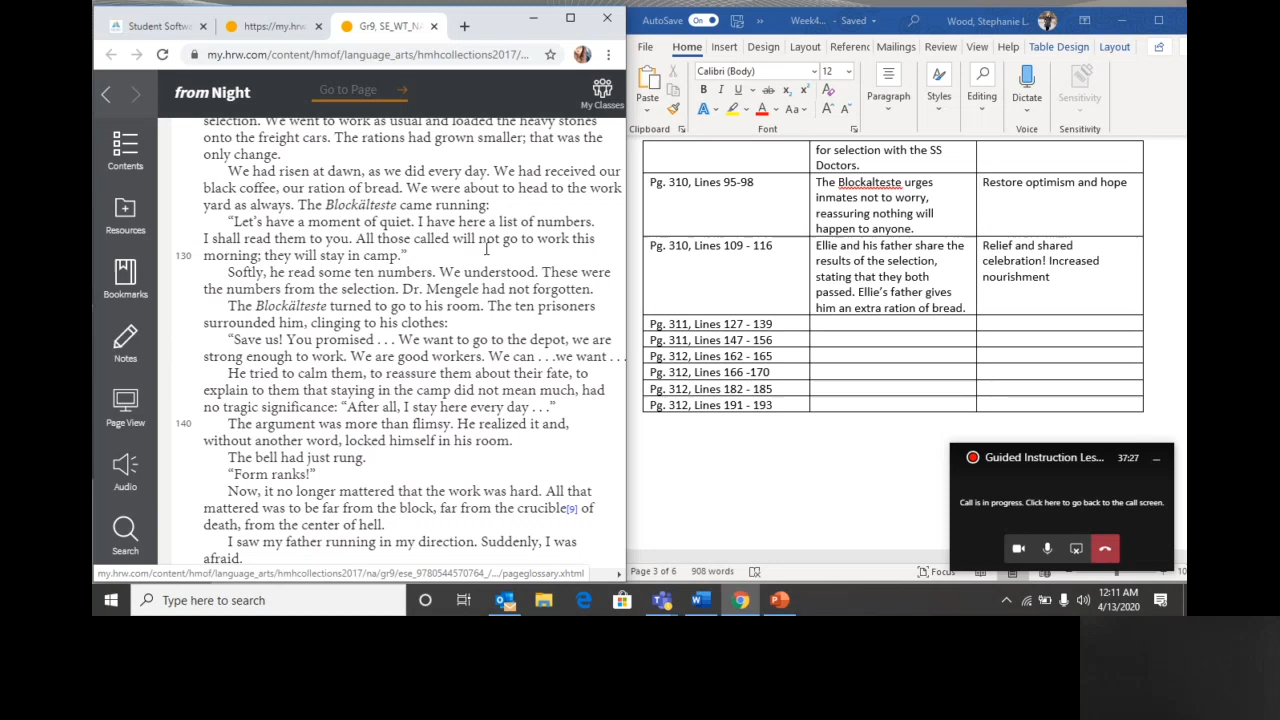 Student Softwa
https://my.hrw.com/
Gr9, SE_WT_NA
my.hrw.com/content/hmof/language_arts/hmhcollections2017/...
from Night
Go to Page
My Classes
Contents
Resources
Bookmarks
Notes
Page View
Audio
Search
selection. We went to work as usual and loaded the heavy stones
onto the freight cars. The rations had grown smaller; that was the
only change.
We had risen at dawn, as we did every day. We had received our
black coffee, our ration of bread. We were about to head to the work
yard as always. The Blockälteste came running:
“Let’s have a moment of quiet. I have here a list of numbers.
I shall read them to you. All those called will not go to work this
130 morning; they will stay in camp.”
Softly, he read some ten numbers. We understood. These were
the numbers from the selection. Dr. Mengele had not forgotten.
The Blockälteste turned to go to his room. The ten prisoners
surrounded him, clinging to his clothes:
“Save us! You promised . . . We want to go to the depot, we are
strong enough to work. We are good workers. We can . . .we want . . .
He tried to calm them, to reassure them about their fate, to
explain to them that staying in the camp did not mean much, had
no tragic significance: “After all, I stay here every day . . .”
140 The argument was more than flimsy. He realized it and,
without another word, locked himself in his room.
The bell had just rung.
“Form ranks!”
Now, it no longer mattered that the work was hard. All that
mattered was to be far from the block, far from the crucible[9] of
death, from the center of hell.
I saw my father running in my direction. Suddenly, I was
afraid.
my.hrw.com/content/hmof/language_arts/hmhcollections2017/na/gr9/ese_9780544570764_/.../pageglossary.xhtml
AutoSave On Week4... - Saved Wood, Stephanie L.
File Home Insert Design Layout Referenc Mailings Review View Help Table Design Layout
Calibri (Body) 12
Paste
B I U ab x₂ x² A
A A Aa A A
Paragraph Styles Editing Dictate Sensitivity
Clipboard Font Voice Sensitivity
for selection with the SS
Doctors.
Pg. 310, Lines 95-98
The Blockalteste urges
inmates not to worry,
reassuring nothing will
happen to anyone.
Restore optimism and hope
Pg. 310, Lines 109 - 116
Ellie and his father share the
results of the selection,
stating that they both
passed. Ellie’s father gives
him an extra ration of bread.
Relief and shared
celebration! Increased
nourishment
Pg. 311, Lines 127 - 139
Pg. 311, Lines 147 - 156
Pg. 312, Lines 162 - 165
Pg. 312, Lines 166 -170
Pg. 312, Lines 182 - 185
Pg. 312, Lines 191 - 193
Guided Instruction Les... 37:27
Call is in progress. Click here to go back to the call screen.
Page 3 of 6 908 words Focus 10
Type here to search
12:11 AM
4/13/2020